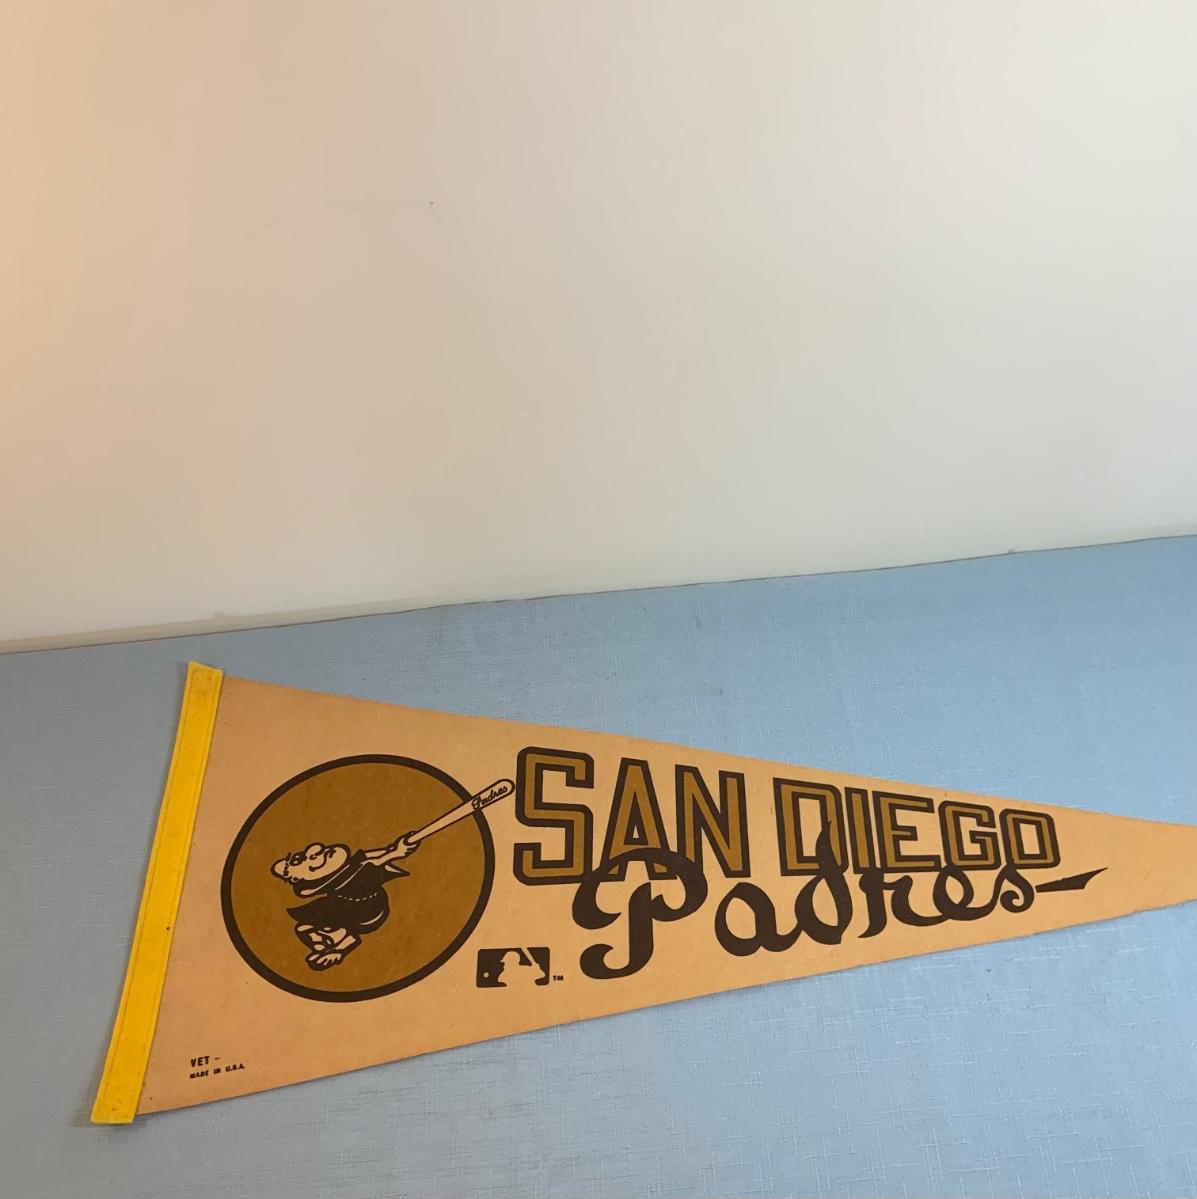 Padres
SAN DIEGO
Padres
TM
VET -
MADE IN U.S.A.